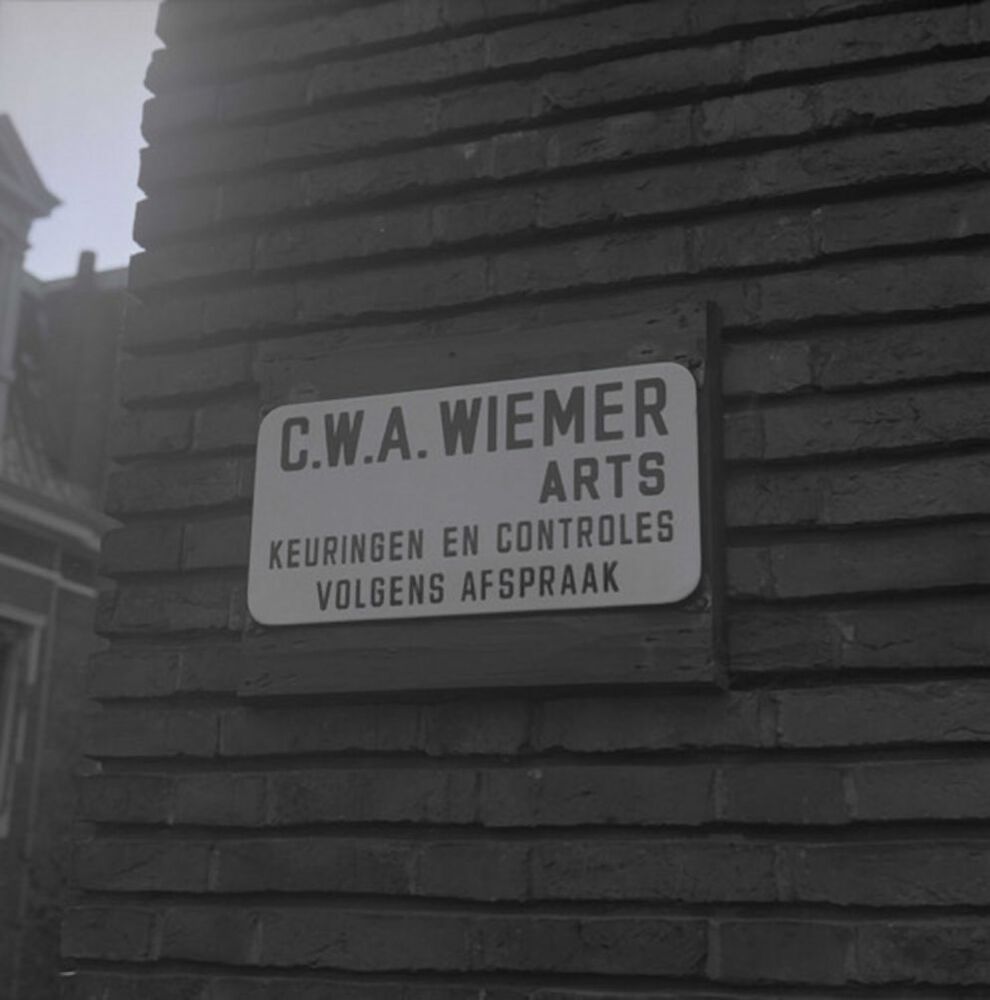 C.W.A. WIEMER
ARTS
KEURINGEN EN CONTROLES
VOLGENS AFSPRAAK